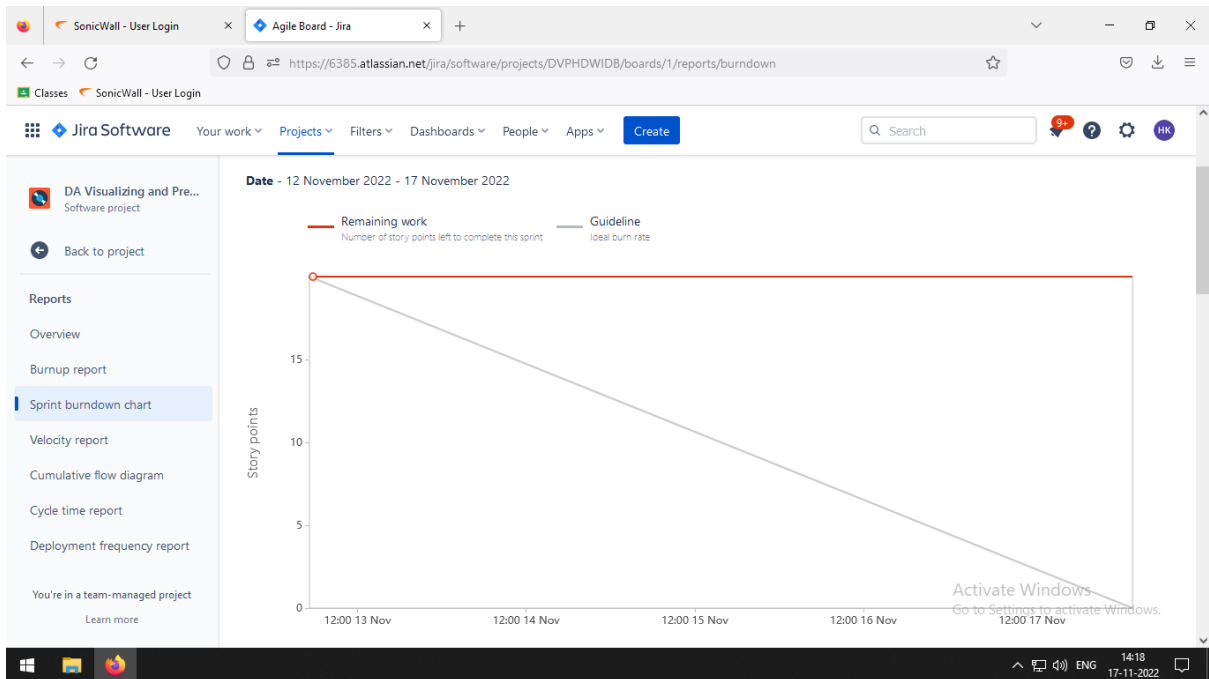 SonicWall - User Login
Agile Board - Jira
https://6385.atlassian.net/jira/software/projects/DVPHDWIDB/boards/1/reports/burndown
Classes SonicWall - User Login
Jira Software Your work Projects Filters Dashboards People Apps Create Search 9+ HK
DA Visualizing and Pre...
Software project
Back to project
Reports
Overview
Burnup report
Sprint burndown chart
Velocity report
Cumulative flow diagram
Cycle time report
Deployment frequency report
You're in a team-managed project
Learn more
Date - 12 November 2022 - 17 November 2022
Remaining work
Number of story points left to complete this sprint
Guideline
Ideal burn rate
Story points
15
10
5
0
12:00 13 Nov 12:00 14 Nov 12:00 15 Nov 12:00 16 Nov 12:00 17 Nov
Activate Windows
Go to Settings to activate Windows.
ENG 14:18
17-11-2022